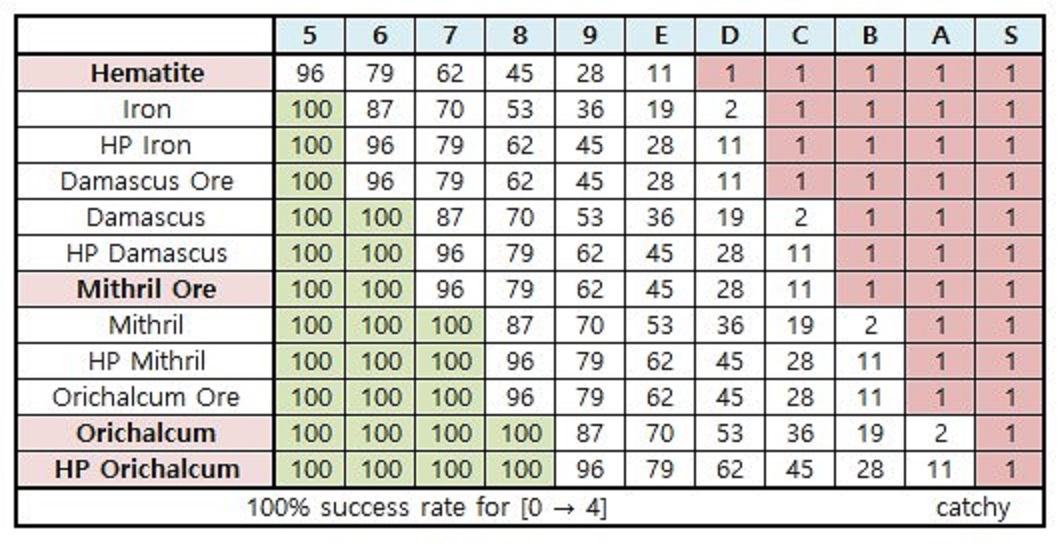 5 6 7 8 9 E D C B A S
Hematite 96 79 62 45 28 11 1 1 1 1 1
Iron 100 87 70 53 36 19 2 1 1 1 1
HP Iron 100 96 79 62 45 28 11 1 1 1 1
Damascus Ore 100 96 79 62 45 28 11 1 1 1 1
Damascus 100 100 87 70 53 36 19 2 1 1 1
HP Damascus 100 100 96 79 62 45 28 11 1 1 1
Mithril Ore 100 100 96 79 62 45 28 11 1 1 1
Mithril 100 100 100 87 70 53 36 19 2 1 1
HP Mithril 100 100 100 96 79 62 45 28 11 1 1
Orichalcum Ore 100 100 100 96 79 62 45 28 11 1 1
Orichalcum 100 100 100 100 87 70 53 36 19 2 1
HP Orichalcum 100 100 100 100 96 79 62 45 28 11 1
100% success rate for [0 → 4] catchy